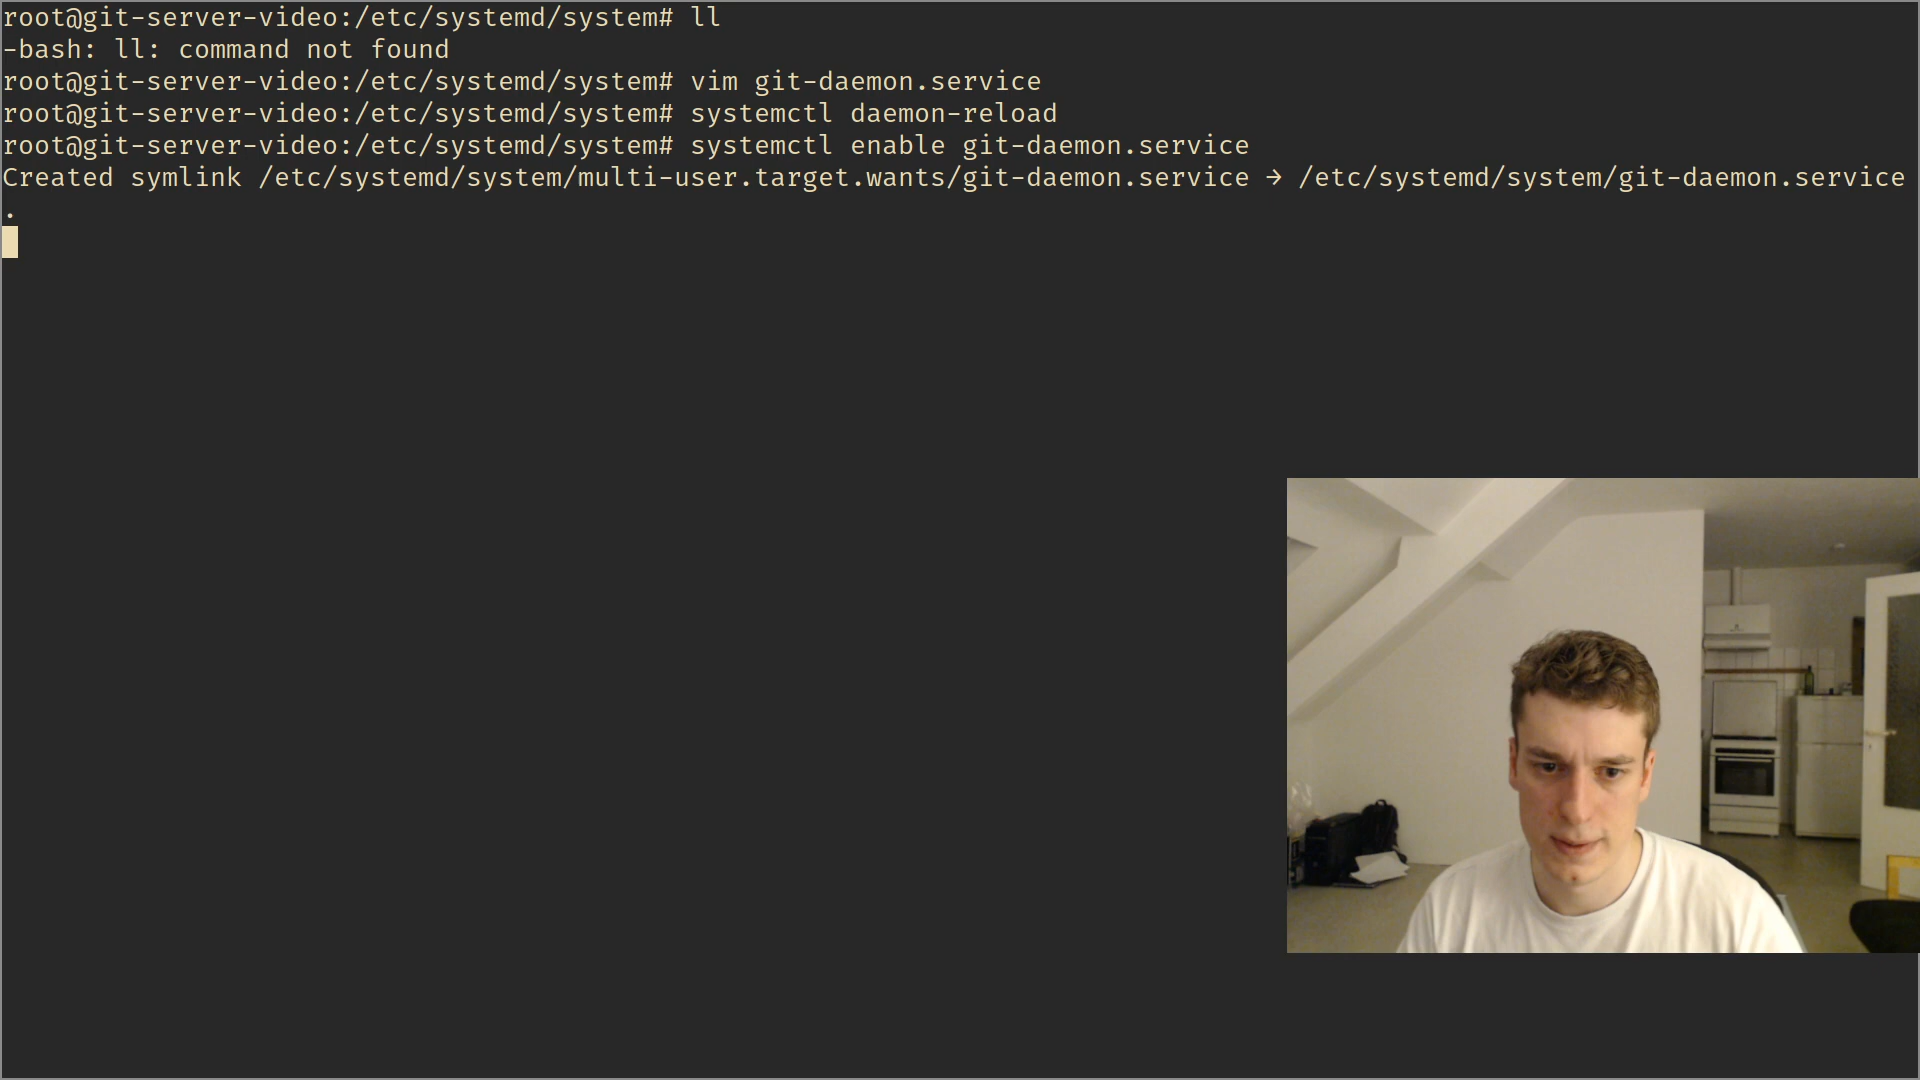 root@git-server-video:/etc/systemd/system# ll
-bash: ll: command not found
root@git-server-video:/etc/systemd/system# vim git-daemon.service
root@git-server-video:/etc/systemd/system# systemctl daemon-reload
root@git-server-video:/etc/systemd/system# systemctl enable git-daemon.service
Created symlink /etc/systemd/system/multi-user.target.wants/git-daemon.service → /etc/systemd/system/git-daemon.service
.